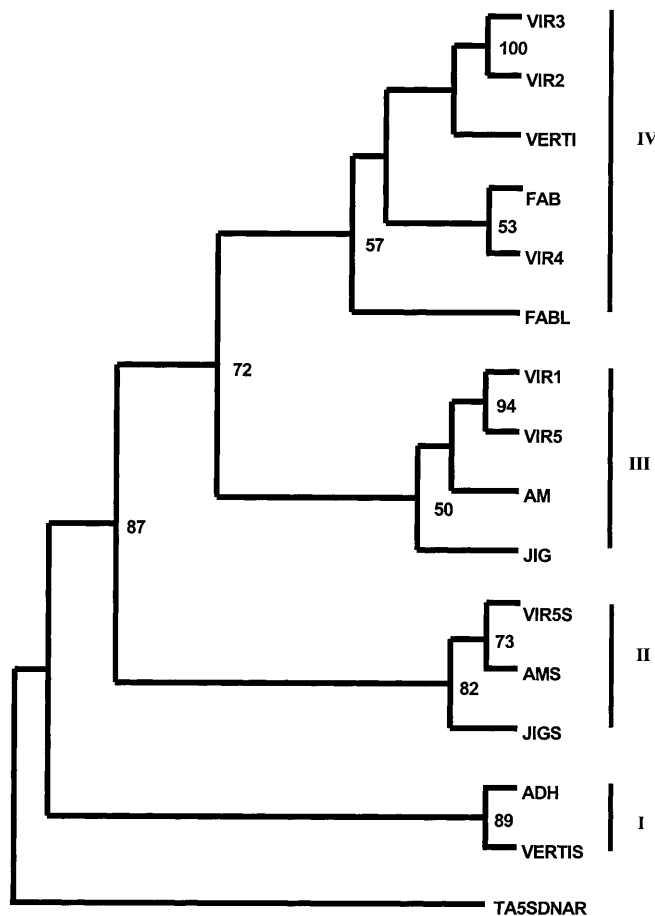 VIR3
100
VIR2
VERTI
IV
FAB
53
VIR4
57
FABL
72
VIR1
94
VIR5
III
AM
50
JIG
87
VIR5S
73
II
AMS
82
JIGS
ADH
89
I
VERTIS
TA5SDNAR